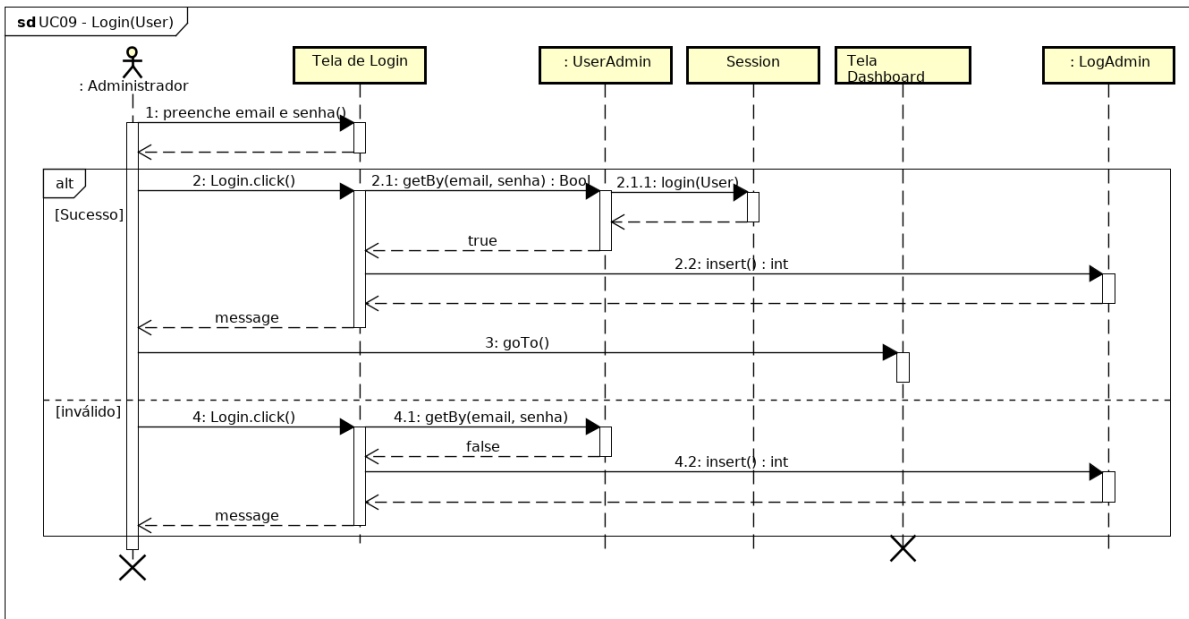 sd UC09 - Login(User)
: Administrador
Tela de Login
: UserAdmin
Session
Tela
Dashboard
: LogAdmin
1: preenche email e senha()
alt
[Sucesso]
2: Login.click()
2.1: getBy(email, senha) : Bool
2.1.1: login(User)
true
2.2: insert() : int
message
3: goTo()
[inválido]
4: Login.click()
4.1: getBy(email, senha)
false
4.2: insert() : int
message